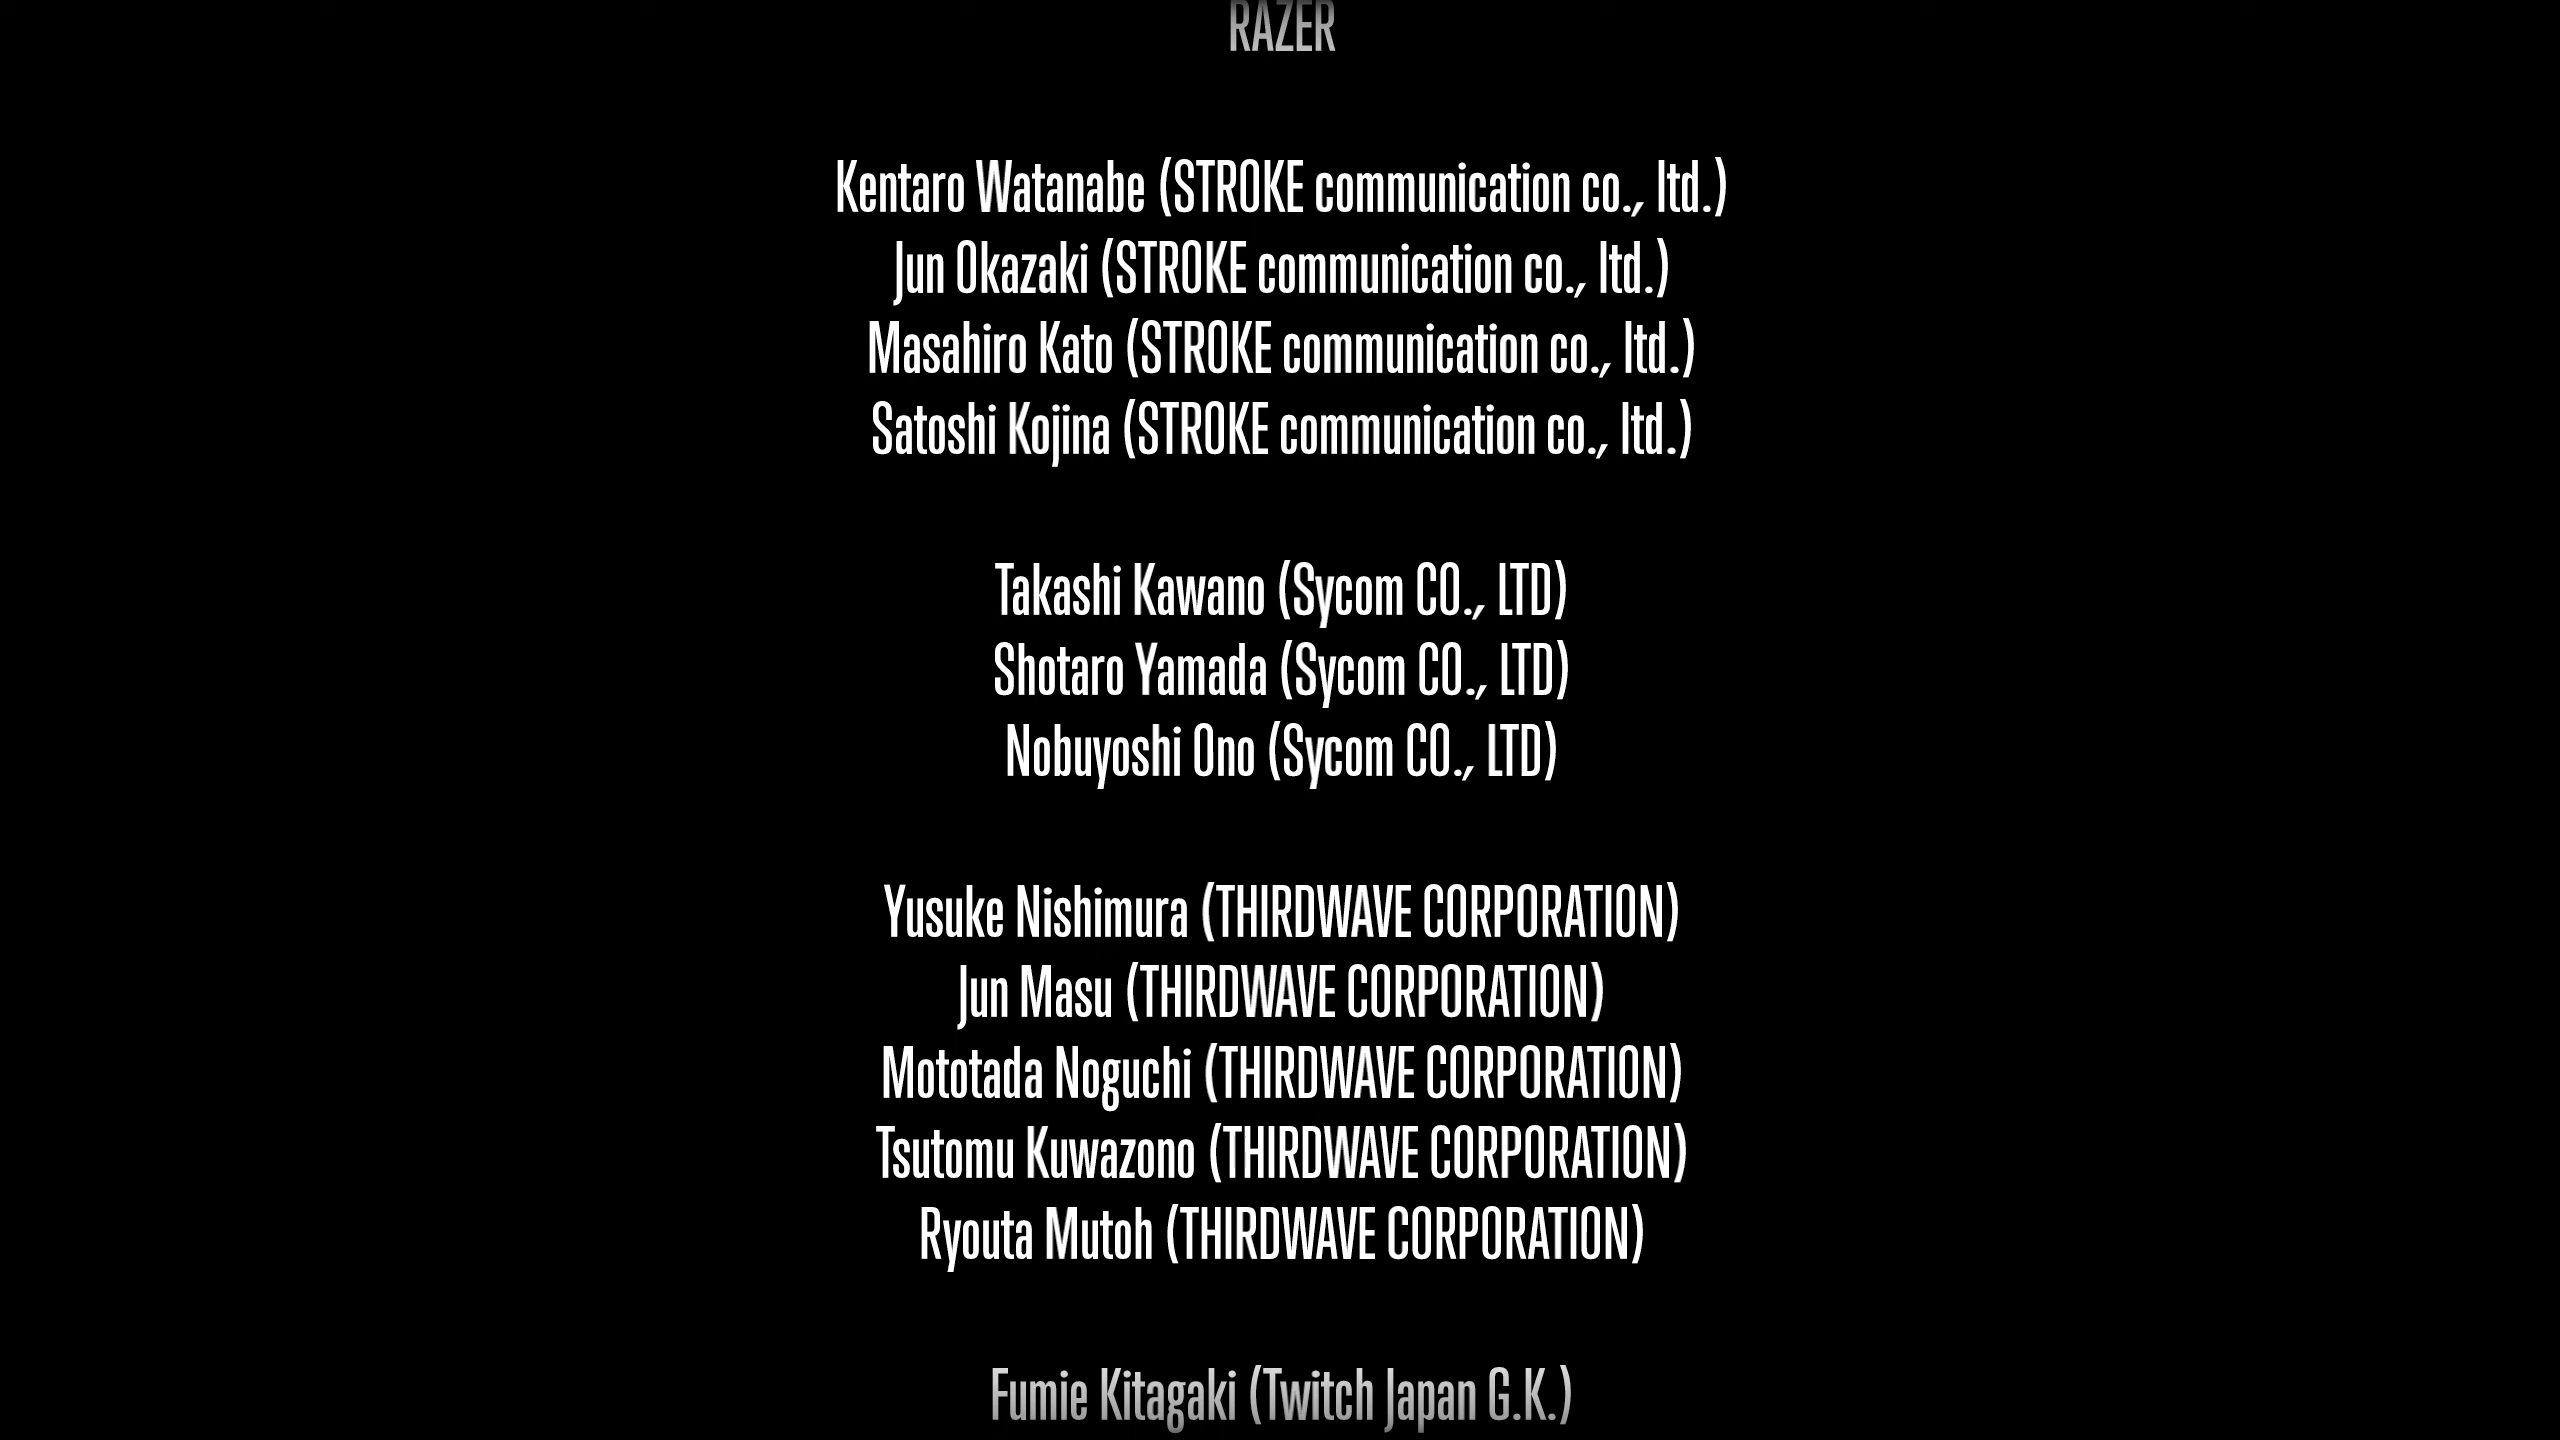 RAZER
Kentaro Watanabe (STROKE communication co., ltd.)
Jun Okazaki (STROKE communication co., ltd.)
Masahiro Kato (STROKE communication co., ltd.)
Satoshi Kojina (STROKE communication co., ltd.)
Takashi Kawano (Sycom CO., LTD)
Shotaro Yamada (Sycom CO., LTD)
Nobuyoshi Ono (Sycom CO., LTD)
Yusuke Nishimura (THIRDWAVE CORPORATION)
Jun Masu (THIRDWAVE CORPORATION)
Mototada Noguchi (THIRDWAVE CORPORATION)
Tsutomu Kuwazono (THIRDWAVE CORPORATION)
Ryouta Mutoh (THIRDWAVE CORPORATION)
Fumie Kitagaki (Twitch Japan G.K.)